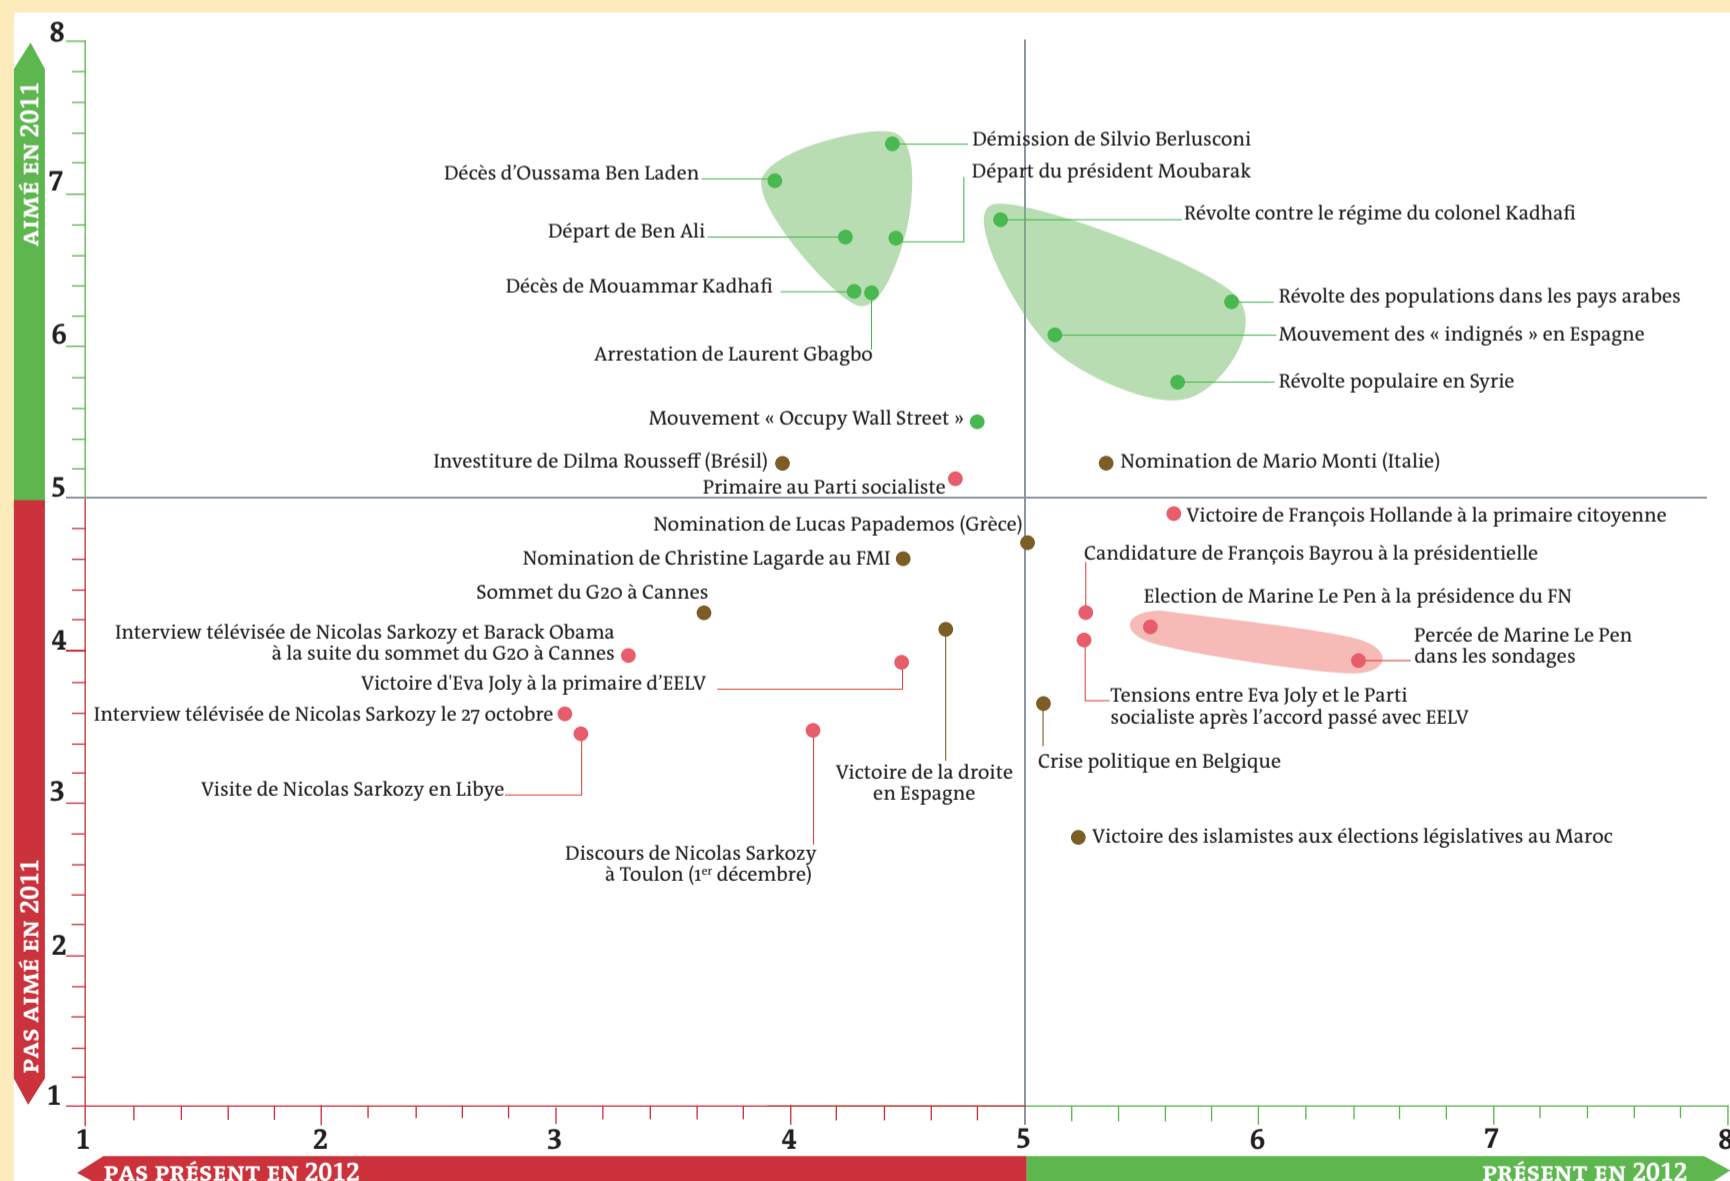 8
AIMÉ EN 2011
Démission de Silvio Berlusconi
Départ du président Moubarak
Décès d'Oussama Ben Laden
7
Révolte contre le régime du colonel Kadhafi
Départ de Ben Ali
Décès de Mouammar Kadhafi
Révolte des populations dans les pays arabes
6
Mouvement des « indignés » en Espagne
Arrestation de Laurent Gbagbo
Révolte populaire en Syrie
Mouvement « Occupy Wall Street »
Investiture de Dilma Rousseff (Brésil)
Nomination de Mario Monti (Italie)
5
Primaire au Parti socialiste
Victoire de François Hollande à la primaire citoyenne
Nomination de Lucas Papademos (Grèce)
Candidature de François Bayrou à la présidentielle
Nomination de Christine Lagarde au FMI
Sommet du G20 à Cannes
Election de Marine Le Pen à la présidence du FN
4
Interview télévisée de Nicolas Sarkozy et Barack Obama
à la suite du sommet du G20 à Cannes
Percée de Marine Le Pen
dans les sondages
Victoire d'Eva Joly à la primaire d'EELV
Tensions entre Eva Joly et le Parti
socialiste après l'accord passé avec EELV
Interview télévisée de Nicolas Sarkozy le 27 octobre
Crise politique en Belgique
Victoire de la droite
en Espagne
3
Visite de Nicolas Sarkozy en Libye
Victoire des islamistes aux élections législatives au Maroc
Discours de Nicolas Sarkozy
à Toulon (1er décembre)
2
PAS AIMÉ EN 2011
1
1 2 3 4 5 6 7 8
PAS PRÉSENT EN 2012
PRÉSENT EN 2012